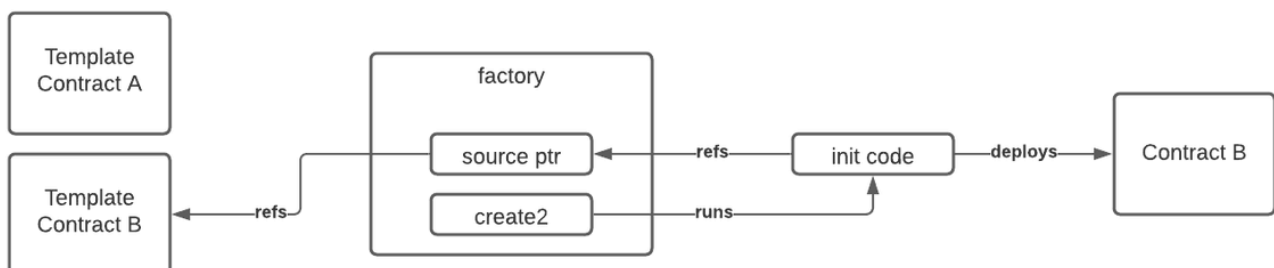 Template
Contract A
factory
source ptr
refs
init code
deploys
Contract B
Template
Contract B
refs
create2
runs